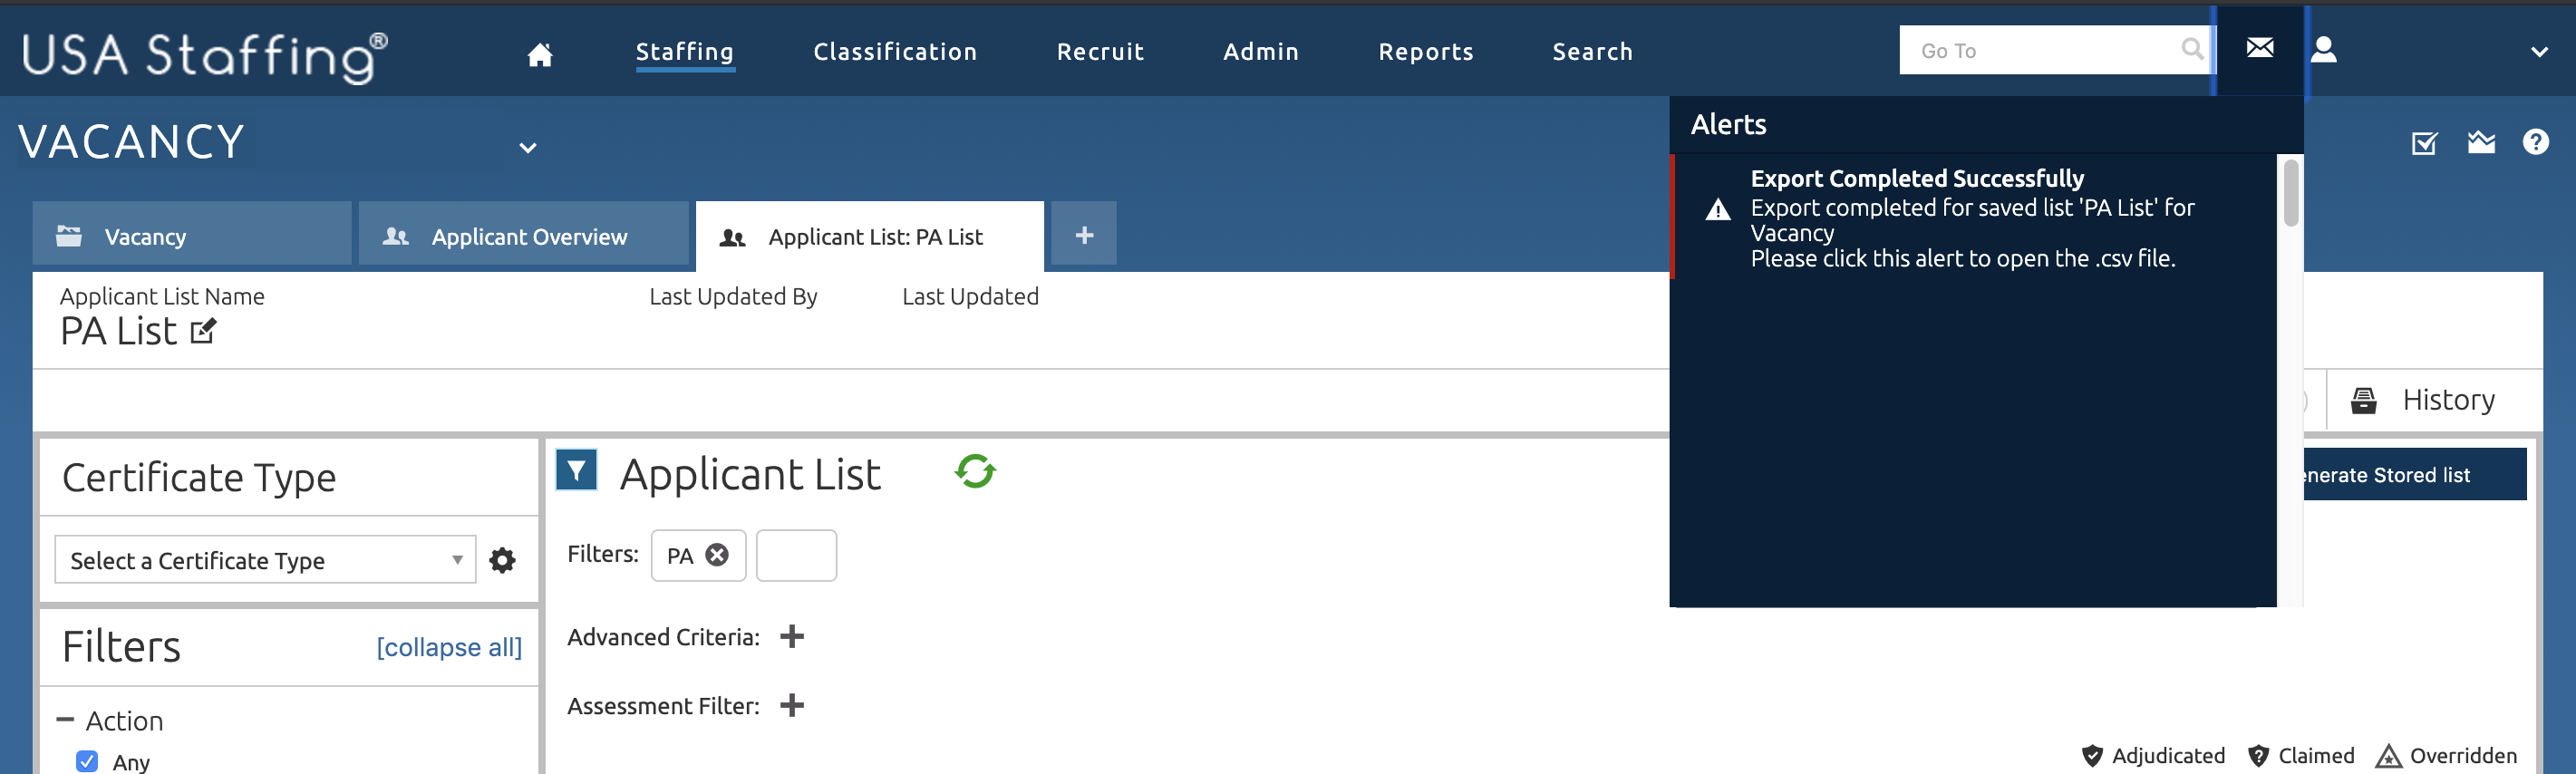 USA Staffing®
Staffing
Classification
Recruit
Admin
Reports
Search
Go To
VACANCY
Alerts
Export Completed Successfully
Export completed for saved list 'PA List' for
Vacancy
Please click this alert to open the .csv file.
Vacancy
Applicant Overview
Applicant List: PA List
+
Applicant List Name
Last Updated By
Last Updated
PA List
History
Certificate Type
Select a Certificate Type
Applicant List
enerate Stored list
Filters: PA
Advanced Criteria:
Assessment Filter:
Filters
[collapse all]
Action
Any
Adjudicated
Claimed
Overridden